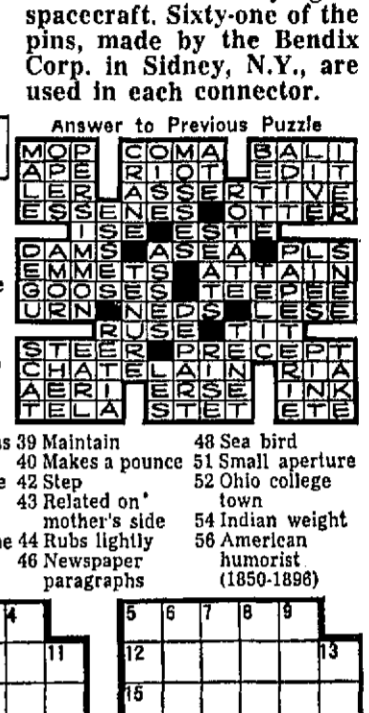 spacecraft. Sixty-one of the
pins, made by the Bendix
Corp. in Sidney, N.Y., are
used in each connector.
Answer to Previous Puzzle
MOP COMA BALI
APE RIOT EDIT
LER ASSERTIVE
ESSENES OTTER
ISE ESTE
DAMS ASEA PLS
EMMETS ATTAIN
GOOSES TEEPEE
URN NEDS LESE
RUSE TIT
STEER PRECEPT
CHATELAIN RIA
AERI ERSE INK
TELA STET ETE
39 Maintain
40 Makes a pounce
42 Step
43 Related on
mother's side
44 Rubs lightly
46 Newspaper
paragraphs
48 Sea bird
51 Small aperture
52 Ohio college
town
54 Indian weight
56 American
humorist
(1850-1896)
4 5 6 7 8 9
11 12 13
15